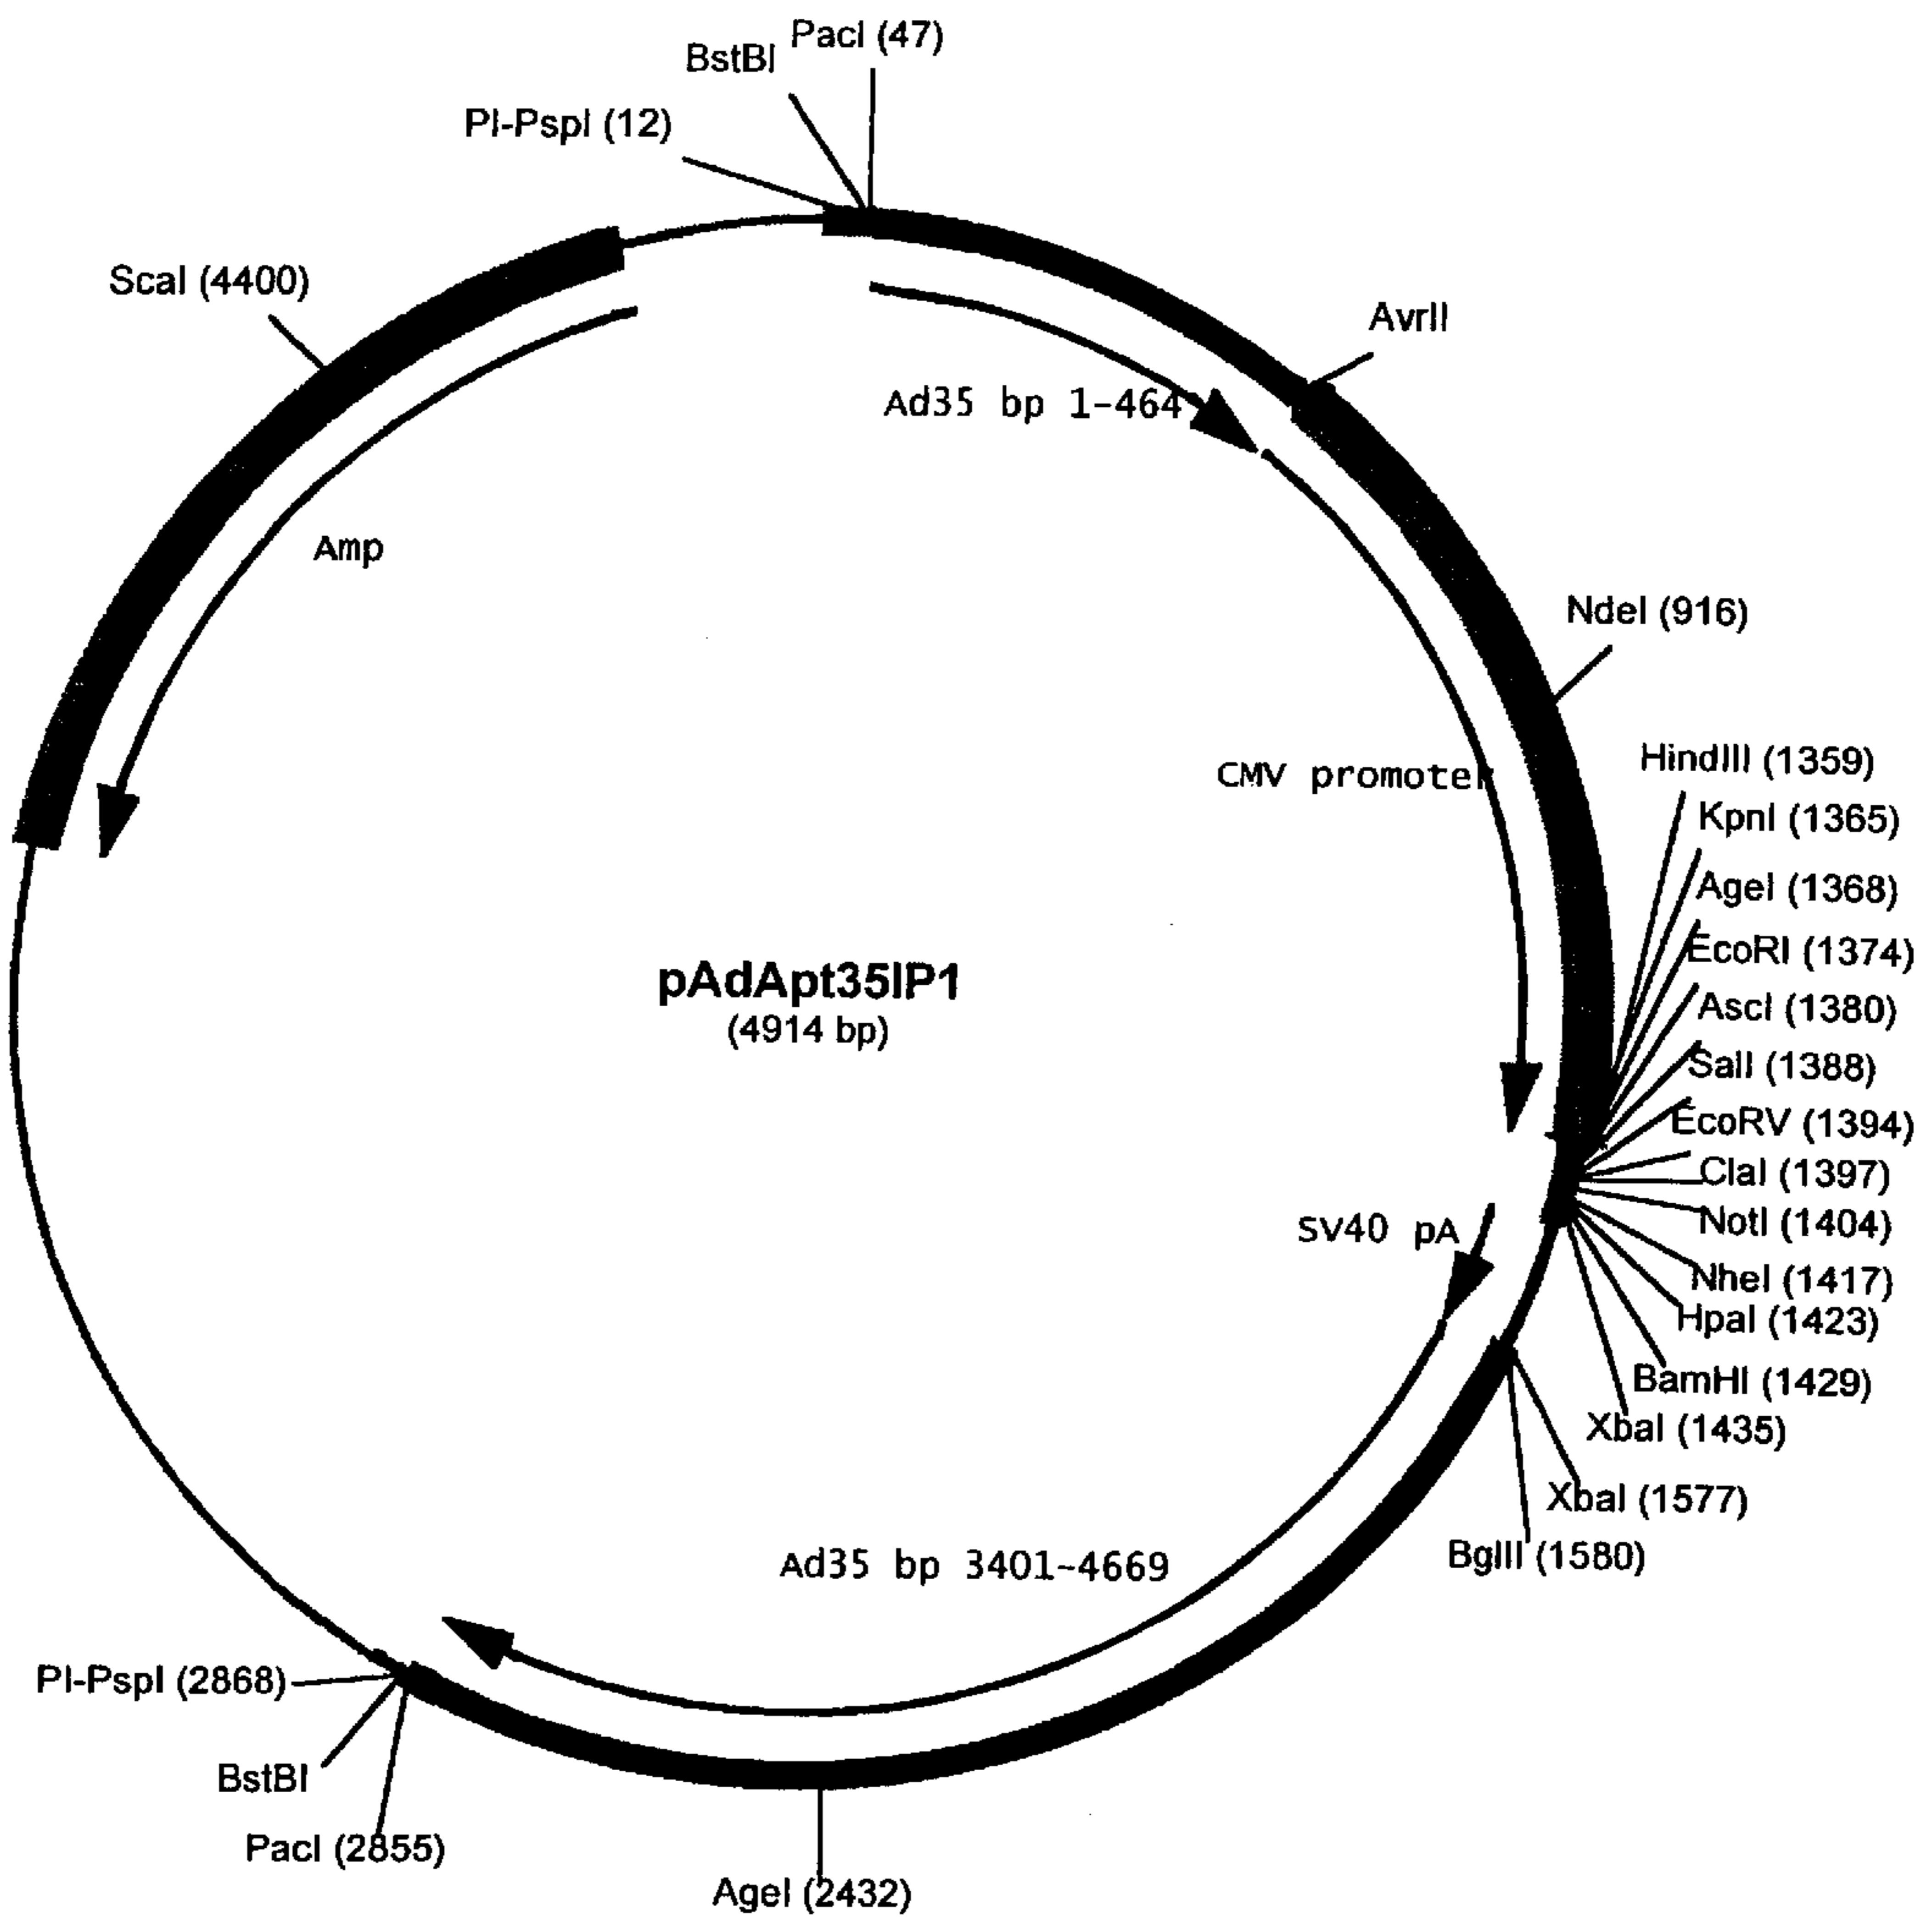 PacI (47)
BstBI
PI-PspI (12)
ScaI (4400)
AvrII
Ad35 bp 1-464
Amp
NdeI (916)
CMV promoter
HindIII (1359)
KpnI (1365)
AgeI (1368)
EcoRI (1374)
pAdApt35IP1
(4914 bp)
AscI (1380)
SalI (1388)
EcoRV (1394)
ClaI (1397)
NotI (1404)
SV40 pA
NheI (1417)
HpaI (1423)
BamHI (1429)
XbaI (1435)
XbaI (1577)
BglII (1580)
Ad35 bp 3401-4669
PI-PspI (2868)
BstBI
PacI (2855)
AgeI (2432)